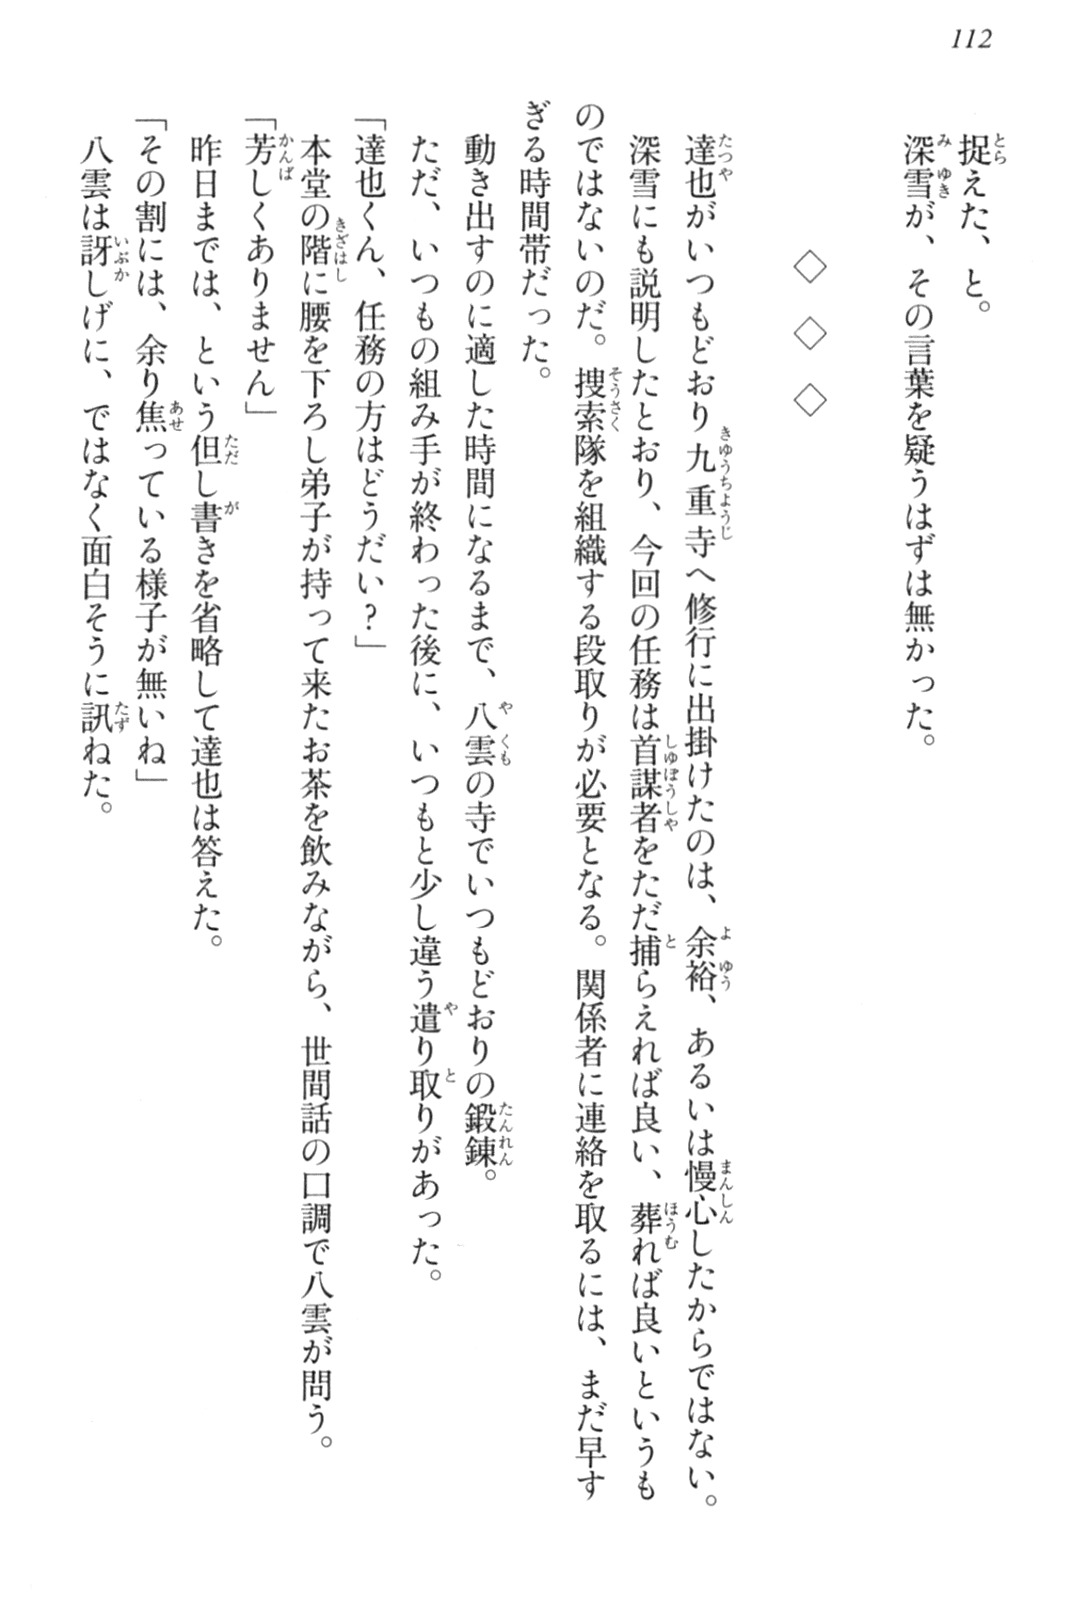 112
捉えた、と。
深雪が、その言葉を疑うはずは無かった。
◇ ◇ ◇
達也がいつもどおり九重寺へ修行に出掛けたのは、余裕、あるいは慢心したからではない。
深雪にも説明したとおり、今回の任務は首謀者をただ捕らえれば良い、葬れば良いというも
のではないのだ。捜索隊を組織する段取りが必要となる。関係者に連絡を取るには、まだ早す
ぎる時間帯だった。
動き出すのに適した時間になるまで、八雲の寺でいつもどおりの鍛錬。
ただ、いつもの組み手が終わった後に、いつもと少し違う遣り取りがあった。
「達也くん、任務の方はどうだい?」
本堂の階に腰を下ろし弟子が持って来たお茶を飲みながら、世間話の口調で八雲が問う。
「芳しくありません」
昨日までは、という但し書きを省略して達也は答えた。
「その割には、余り焦っている様子が無いね」
八雲は訝しげに、ではなく面白そうに訊ねた。